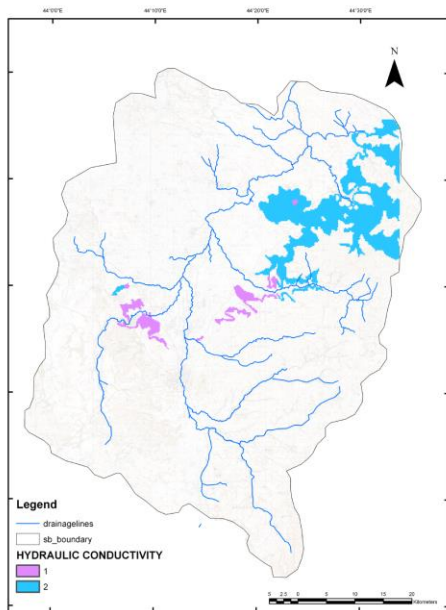 44°0'0"E 44°10'0"E 44°20'0"E 44°30'0"E
N
Legend
drainagelines
sb_boundary
HYDRAULIC CONDUCTIVITY
1
2
5 2.5 0 5 10 15 20
Kilometers